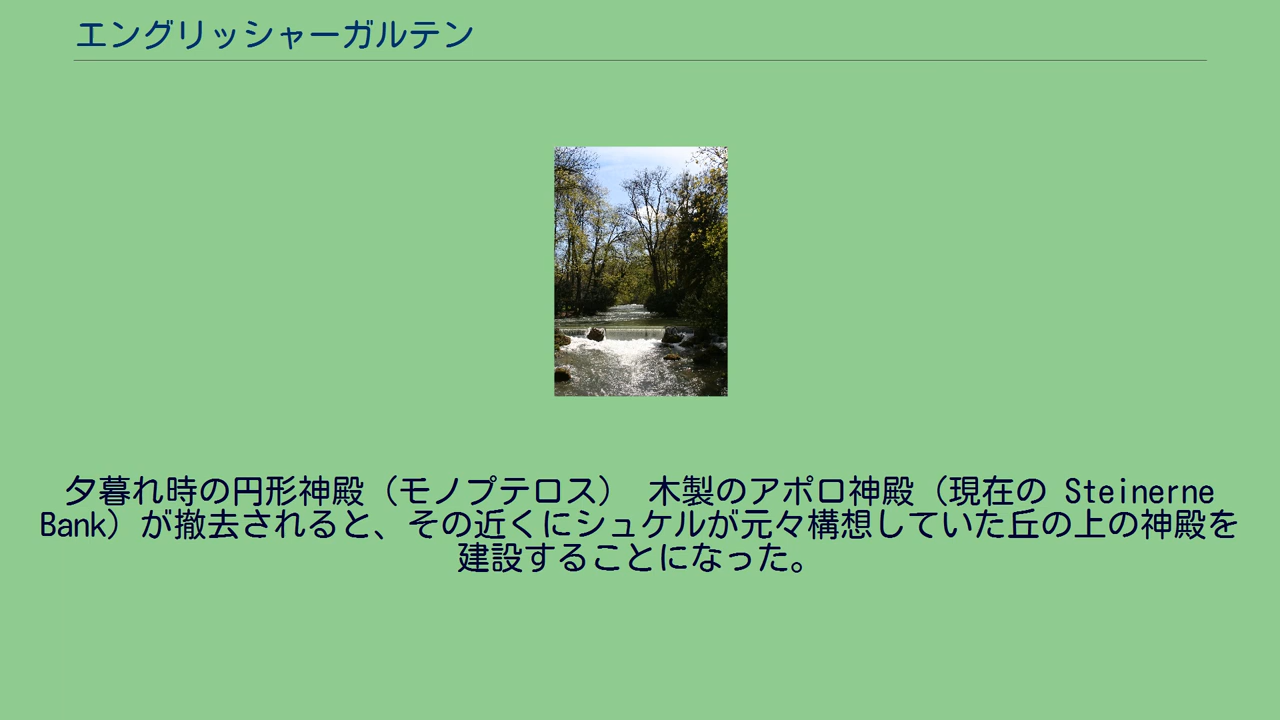 エングリッシャーガルテン
夕暮れ時の円形神殿（モノプテロス） 木製のアポロ神殿（現在の Steinerne
Bank）が撤去されると、その近くにシュケルが元々構想していた丘の上の神殿を
建設することになった。